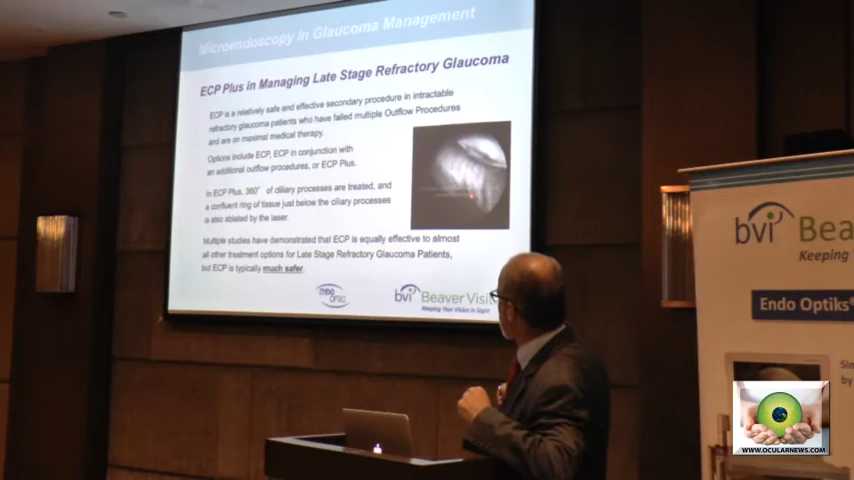 Microendoscopy in Glaucoma Management
ECP Plus in Managing Late Stage Refractory Glaucoma
ECP is a relatively safe and effective secondary procedure in intractable
refractory glaucoma patients who have failed multiple Outflow Procedures
and are on maximal medical therapy.
Options include ECP, ECP in conjunction with
an additional outflow procedures, or ECP Plus.
In ECP Plus, 360° of ciliary processes are treated, and
a confluent ring of tissue just below the ciliary processes
is also ablated by the laser.
Multiple studies have demonstrated that ECP is equally effective to almost
all other treatment options for Late Stage Refractory Glaucoma Patients,
but ECP is typically much safer.
ENDO
OPTIKS
bvi Beaver Visit
Keeping Your Vision in Sight
bvi Bea
Keeping
Endo Optiks®
Sim
by
WWW.OCULARNEWS.COM